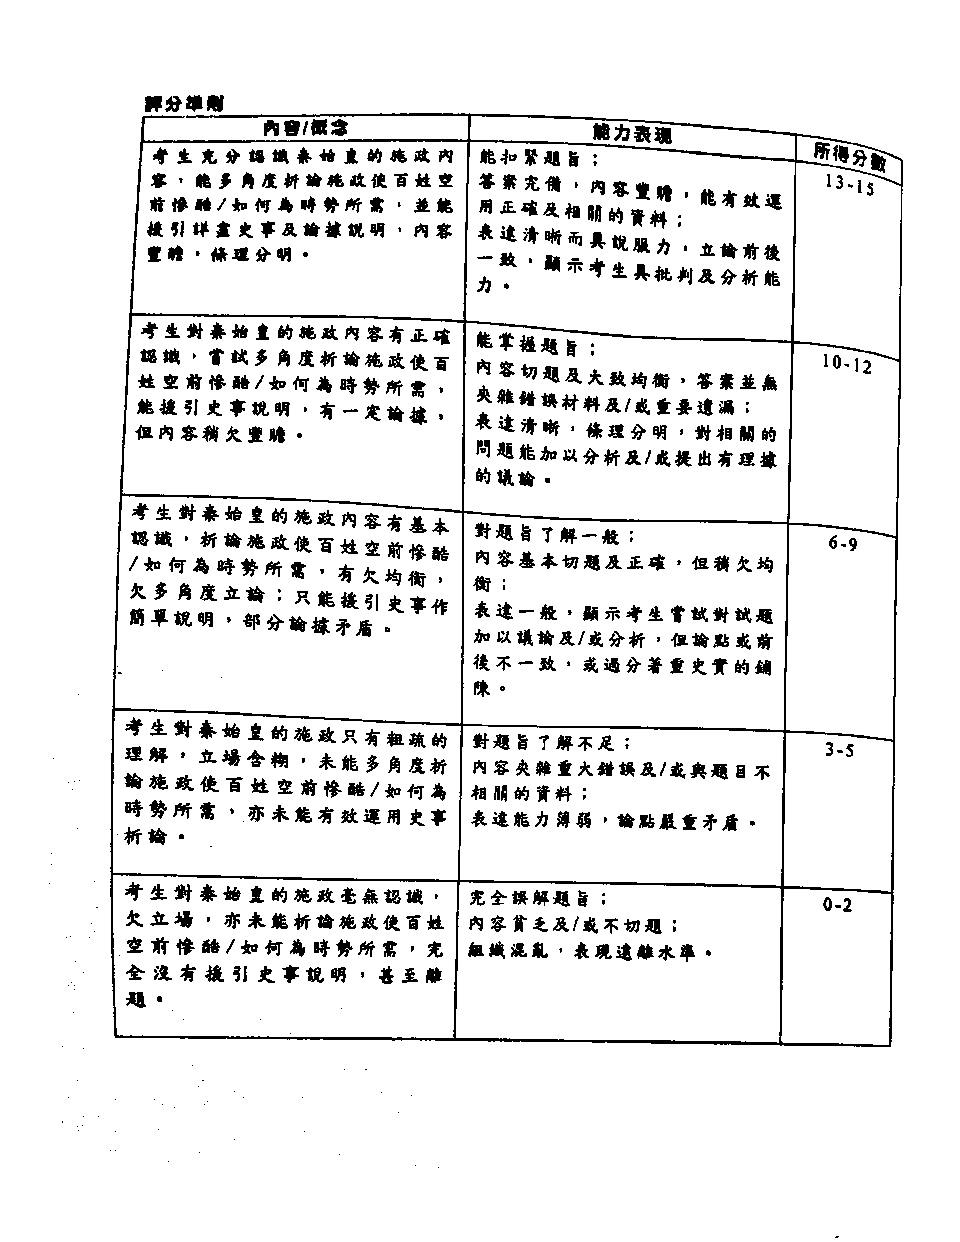 評分準則
內容/概念
能力表現
所得分數
考生充分認識秦始皇的施政內
容，能多角度析論施政使百姓空
前慘酷/如何為時勢所需，並能
援引詳盡史事及論據說明，內容
豐贍，條理分明。
能扣緊題旨；
答案完備，內容豐贍，能有效運
用正確及相關的資料；
表達清晰而具說服力，立論前後
一致，顯示考生具批判及分析能
力。
13-15
考生對秦始皇的施政內容有正確
認識，嘗試多角度析論施政使百
姓空前慘酷/如何為時勢所需，
能援引史事說明，有一定論據，
但內容稍欠豐贍。
能掌握題旨；
內容切題及大致均衡，答案並無
夾雜錯誤材料及/或重要遺漏；
表達清晰，條理分明，對相關的
問題能加以分析及/或提出有理據
的議論。
10-12
考生對秦始皇的施政內容有基本
認識，析論施政使百姓空前慘酷
/如何為時勢所需，有欠均衡，
欠多角度立論；只能援引史事作
簡單說明，部分論據矛盾。
對題旨了解一般；
內容基本切題及正確，但稍欠均
衡；
表達一般，顯示考生嘗試對試題
加以議論及/或分析，但論點或前
後不一致，或過分著重史實的鋪
陳。
6-9
考生對秦始皇的施政只有粗疏的
理解，立場含糊，未能多角度析
論施政使百姓空前慘酷/如何為
時勢所需，亦未能有效運用史事
析論。
對題旨了解不足；
內容夾雜重大錯誤及/或與題目不
相關的資料；
表達能力薄弱，論點嚴重矛盾。
3-5
考生對秦始皇的施政毫無認識，
欠立場，亦未能析論施政使百姓
空前慘酷/如何為時勢所需，完
全沒有援引史事說明，甚至離
題。
完全誤解題旨；
內容貧乏及/或不切題；
組織混亂，表現遠離水準。
0-2